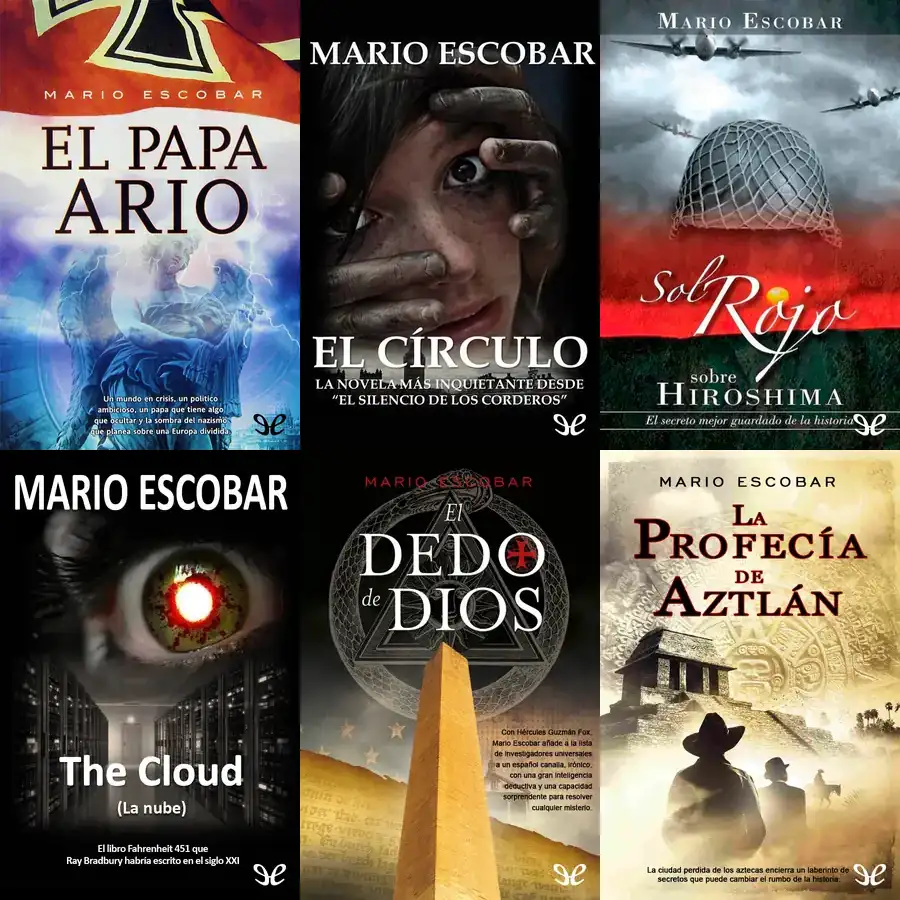 MARIO ESCOBAR
EL PAPA
ARIO
Un mundo en crisis, un político
ambicioso, un papa que tiene algo
que ocultar y la sombra del nazismo
que planea sobre una Europa dividida.
MARIO ESCOBAR
EL CÍRCULO
LA NOVELA MÁS INQUIETANTE DESDE
“EL SILENCIO DE LOS CORDEROS”
MARIO ESCOBAR
Sol
Rojo
sobre
HIROSHIMA
El secreto mejor guardado de la historia
MARIO ESCOBAR
The Cloud
(La nube)
El libro Fahrenheit 451 que
Ray Bradbury habría escrito en el siglo XXI
MARIO ESCOBAR
El
DEDO
de DIOS
Con Hércules Guzmán Fox,
Mario Escobar añade a la lista
de investigadores universales
a un español canalla, irónico,
con una gran inteligencia
deductiva y una capacidad
sorprendente para resolver
cualquier misterio.
MARIO ESCOBAR
LA
PROFECÍA
DE
AZTLÁN
La ciudad perdida de los aztecas encierra un laberinto de
secretos que puede cambiar el rumbo de la historia.